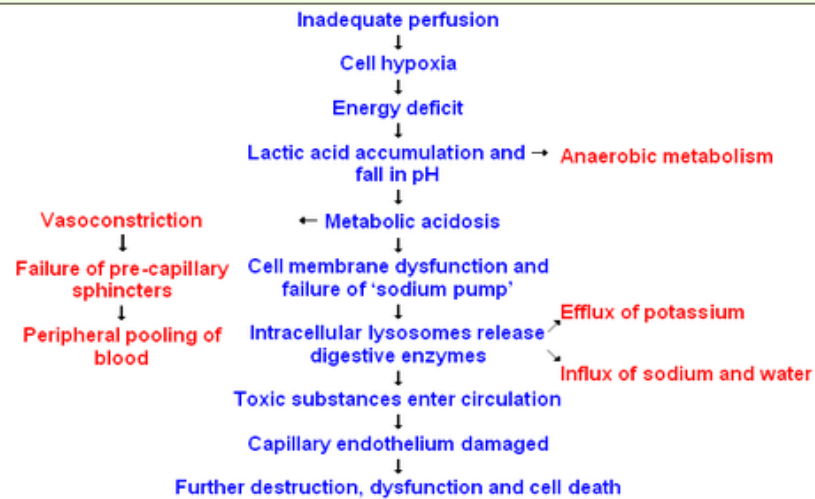 Inadequate perfusion
Cell hypoxia
Energy deficit
Lactic acid accumulation and
fall in pH
Anaerobic metabolism
Metabolic acidosis
Vasoconstriction
Failure of pre-capillary
sphincters
Peripheral pooling of
blood
Cell membrane dysfunction and
failure of ‘sodium pump’
Intracellular lysosomes release
digestive enzymes
Efflux of potassium
Influx of sodium and water
Toxic substances enter circulation
Capillary endothelium damaged
Further destruction, dysfunction and cell death